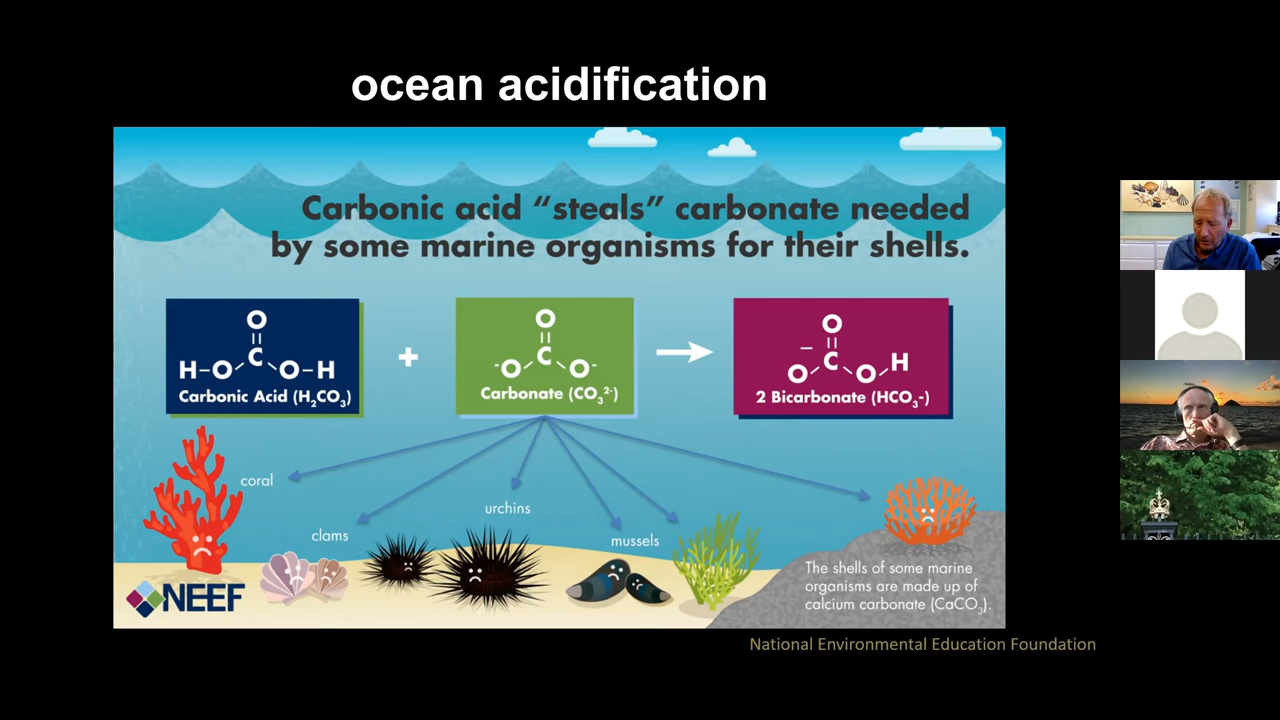 ocean acidification
Carbonic acid “steals” carbonate needed
by some marine organisms for their shells.
O
C
H-O O-H
Carbonic Acid (H₂CO₃)
+
O
C
-O O-
Carbonate (CO₃²⁻)
O
C
H
O O
2 Bicarbonate (HCO₃-)
coral
clams
urchins
mussels
The shells of some marine
organisms are made up of
calcium carbonate (CaCO₃).
NEEF
National Environmental Education Foundation